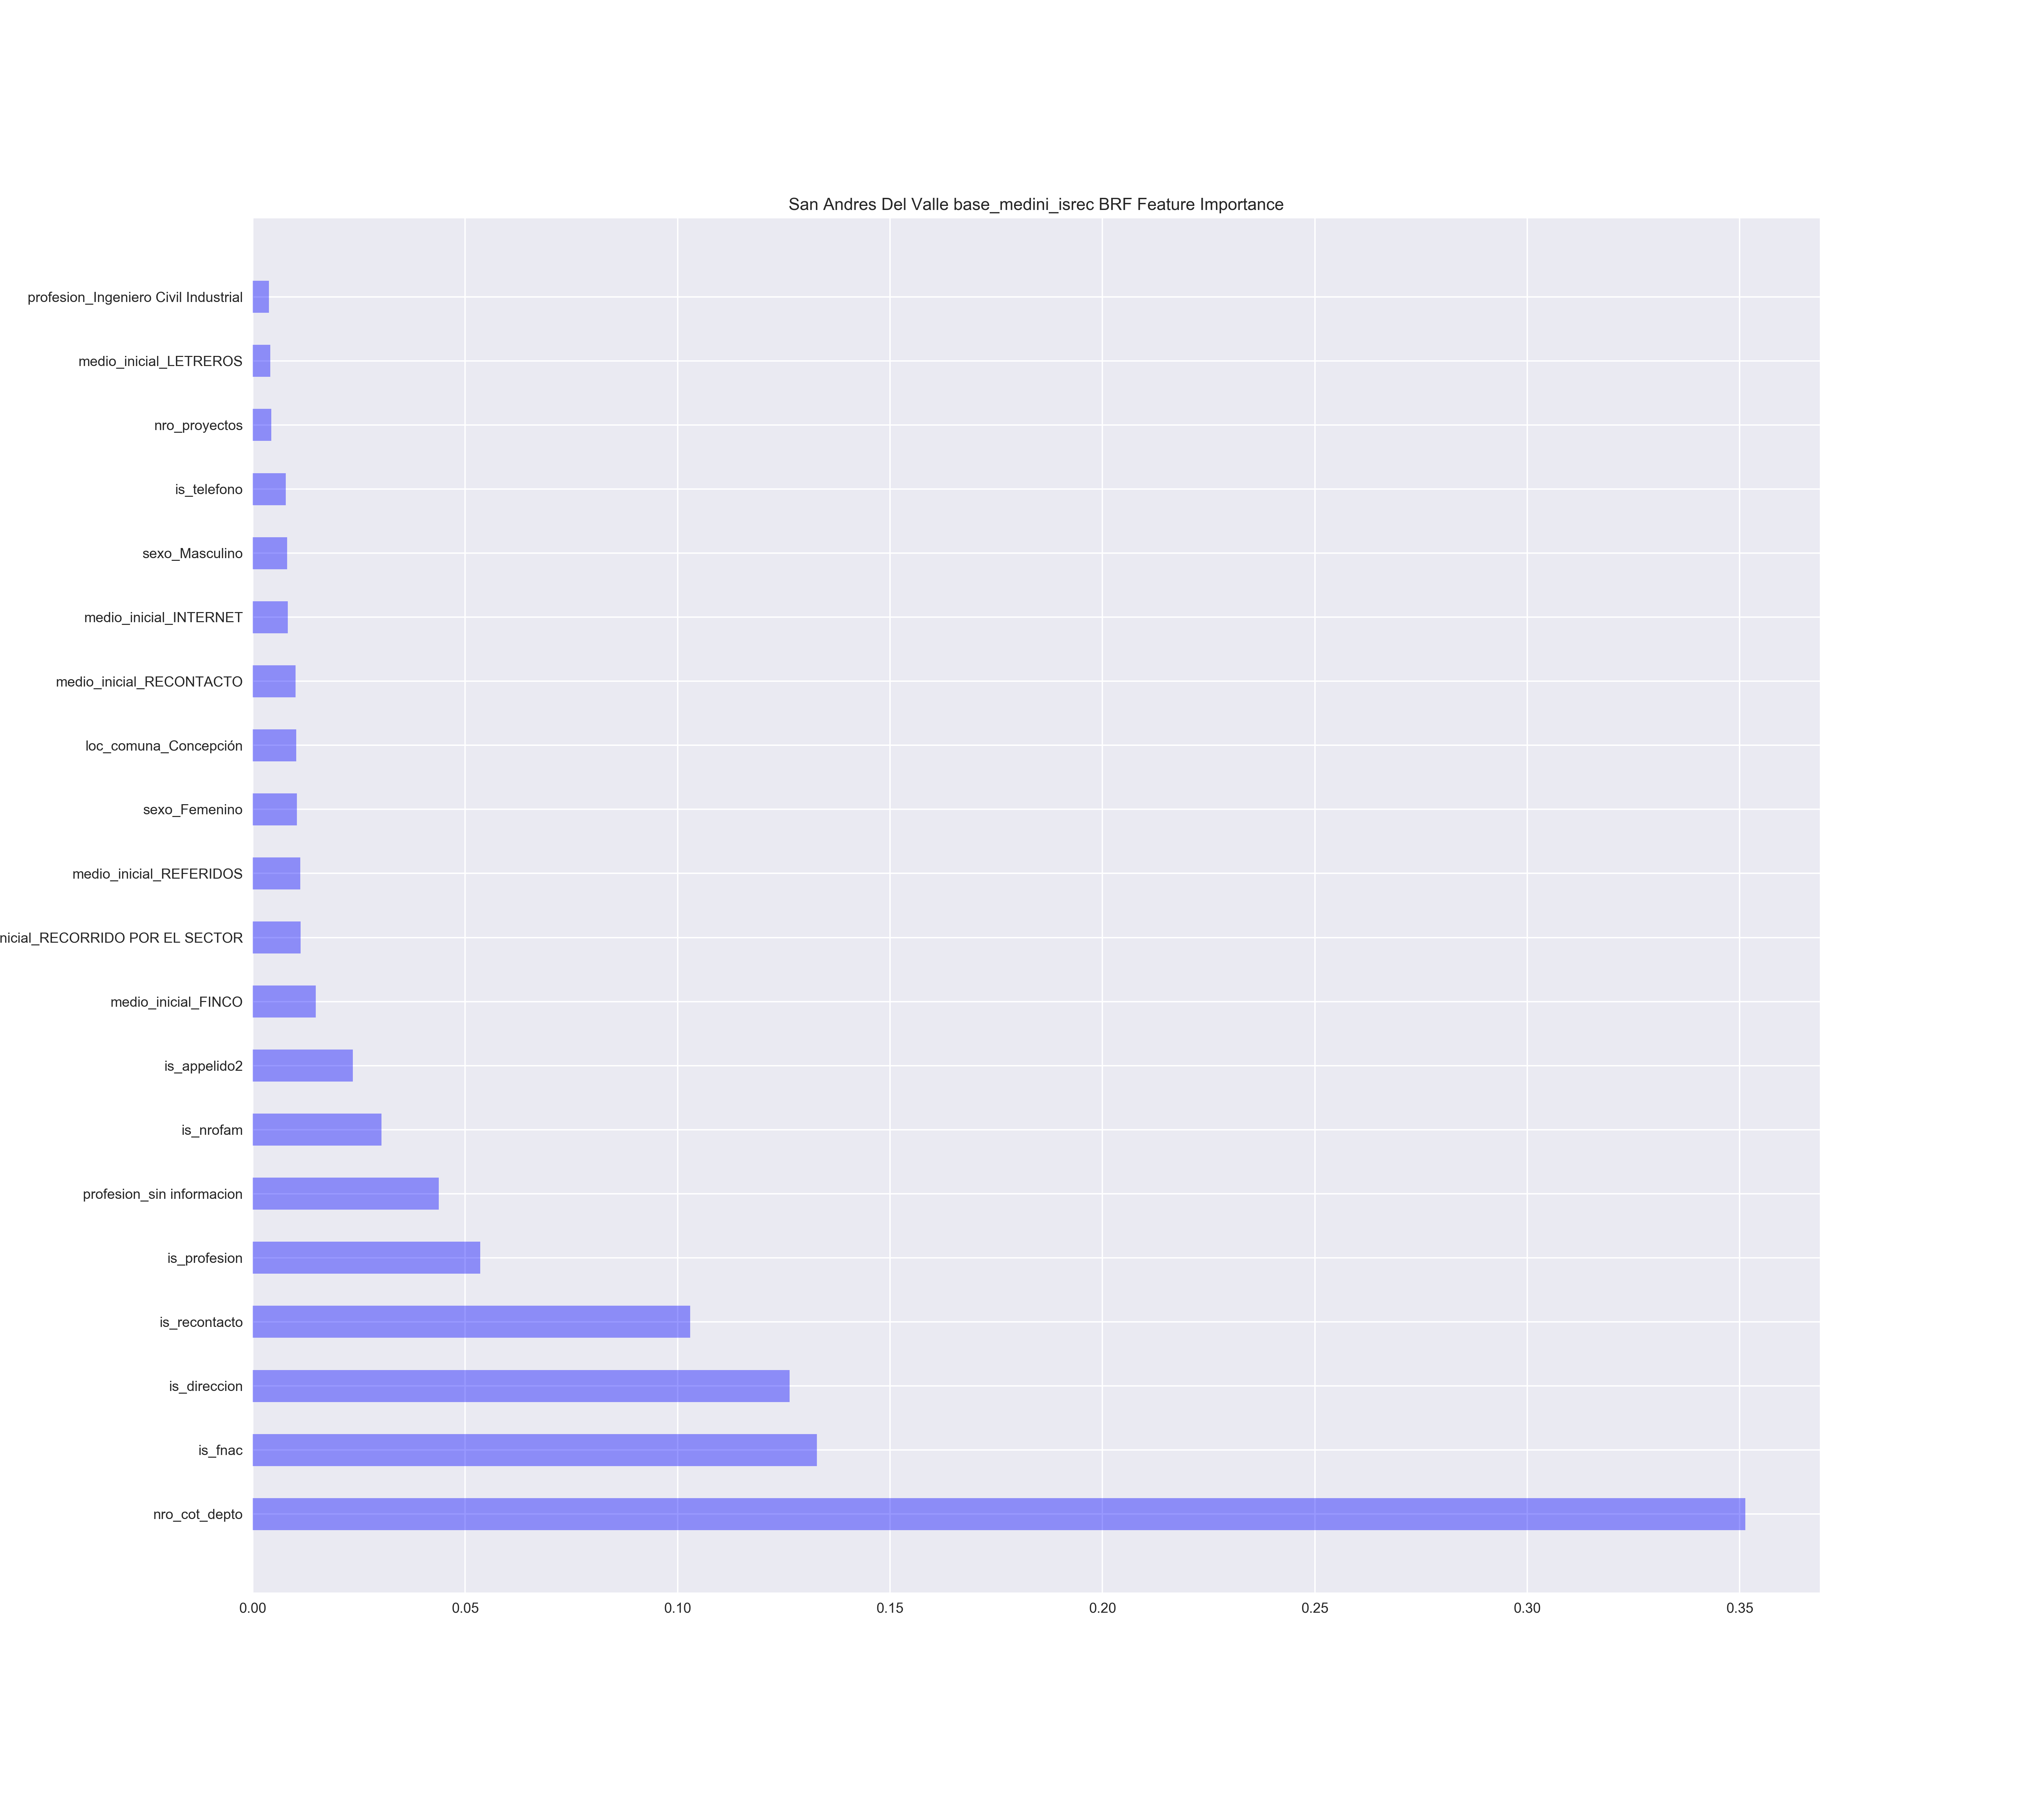 San Andres Del Valle base_medini_isrec BRF Feature Importance
profesion_Ingeniero Civil Industrial
medio_inicial_LETREROS
nro_proyectos
is_telefono
sexo_Masculino
medio_inicial_INTERNET
medio_inicial_RECONTACTO
loc_comuna_Concepción
sexo_Femenino
medio_inicial_REFERIDOS
nicial_RECORRIDO POR EL SECTOR
medio_inicial_FINCO
is_appelido2
is_nrofam
profesion_sin informacion
is_profesion
is_recontacto
is_direccion
is_fnac
nro_cot_depto
0.00 0.05 0.10 0.15 0.20 0.25 0.30 0.35